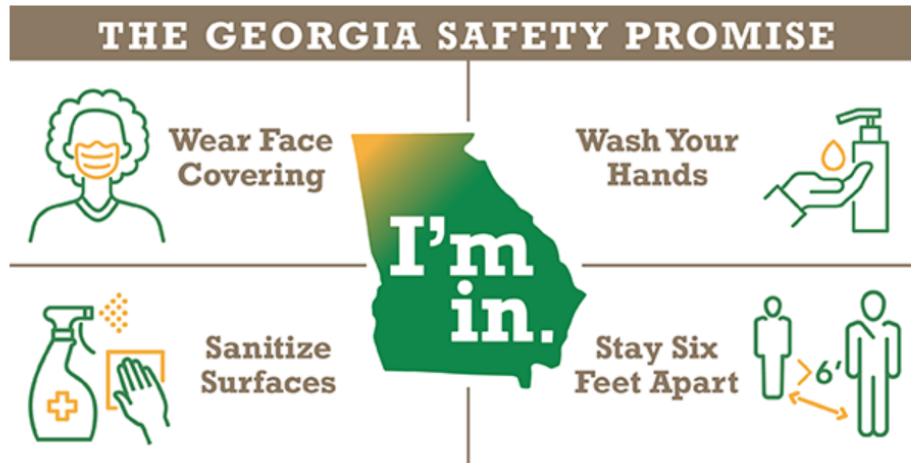 THE GEORGIA SAFETY PROMISE
Wear Face
Covering
Wash Your
Hands
I'm
in.
Sanitize
Surfaces
Stay Six
Feet Apart
>6'